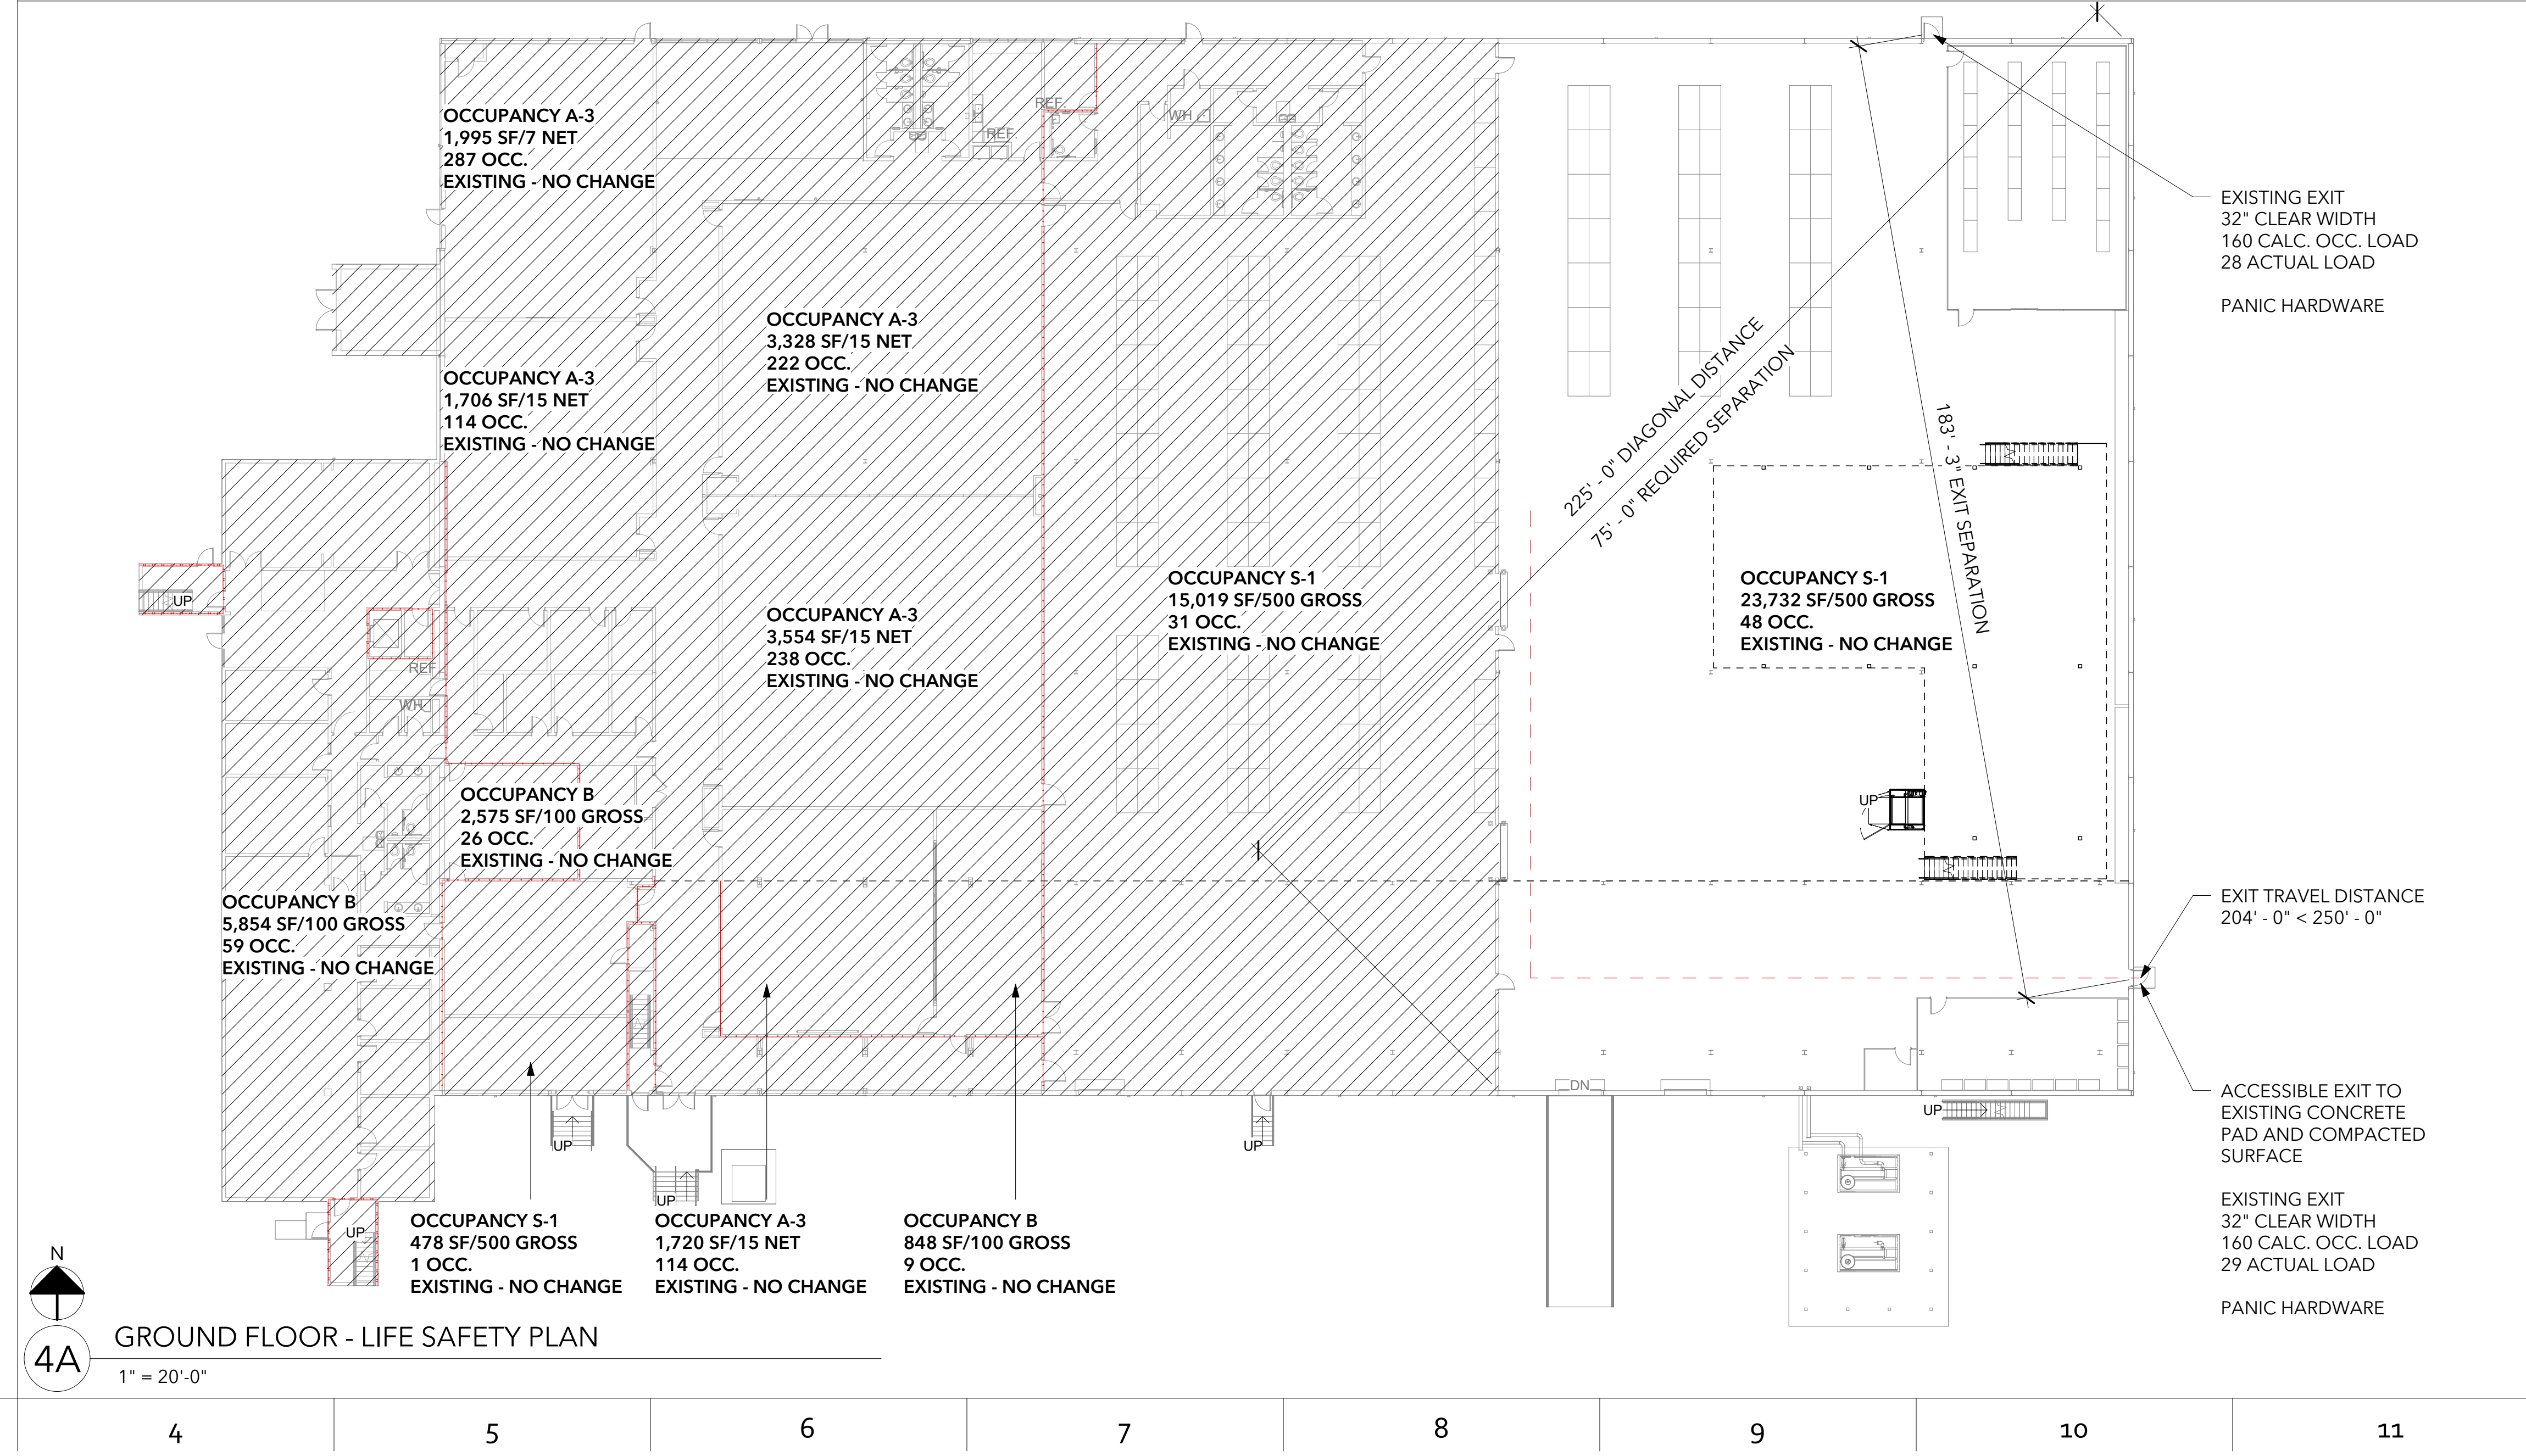 OCCUPANCY A-3
1,995 SF/7 NET
287 OCC.
EXISTING - NO CHANGE
REF.
REF.
WH
EXISTING EXIT
32" CLEAR WIDTH
160 CALC. OCC. LOAD
28 ACTUAL LOAD
PANIC HARDWARE
OCCUPANCY A-3
3,328 SF/15 NET
222 OCC.
EXISTING - NO CHANGE
OCCUPANCY A-3
1,706 SF/15 NET
114 OCC.
EXISTING - NO CHANGE
225' - 0" DIAGONAL DISTANCE
75' - 0" REQUIRED SEPARATION
183' - 3" EXIT SEPARATION
UP
OCCUPANCY A-3
3,554 SF/15 NET
238 OCC.
EXISTING - NO CHANGE
OCCUPANCY S-1
15,019 SF/500 GROSS
31 OCC.
EXISTING - NO CHANGE
OCCUPANCY S-1
23,732 SF/500 GROSS
48 OCC.
EXISTING - NO CHANGE
REF.
WH
OCCUPANCY B
2,575 SF/100 GROSS
26 OCC.
EXISTING - NO CHANGE
UP
OCCUPANCY B
5,854 SF/100 GROSS
59 OCC.
EXISTING - NO CHANGE
EXIT TRAVEL DISTANCE
204' - 0" < 250' - 0"
DN
UP
UP
UP
UP
UP
ACCESSIBLE EXIT TO
EXISTING CONCRETE
PAD AND COMPACTED
SURFACE
EXISTING EXIT
32" CLEAR WIDTH
160 CALC. OCC. LOAD
29 ACTUAL LOAD
PANIC HARDWARE
OCCUPANCY S-1
478 SF/500 GROSS
1 OCC.
EXISTING - NO CHANGE
OCCUPANCY A-3
1,720 SF/15 NET
114 OCC.
EXISTING - NO CHANGE
OCCUPANCY B
848 SF/100 GROSS
9 OCC.
EXISTING - NO CHANGE
N
4A
GROUND FLOOR - LIFE SAFETY PLAN
1" = 20'-0"
4
5
6
7
8
9
10
11